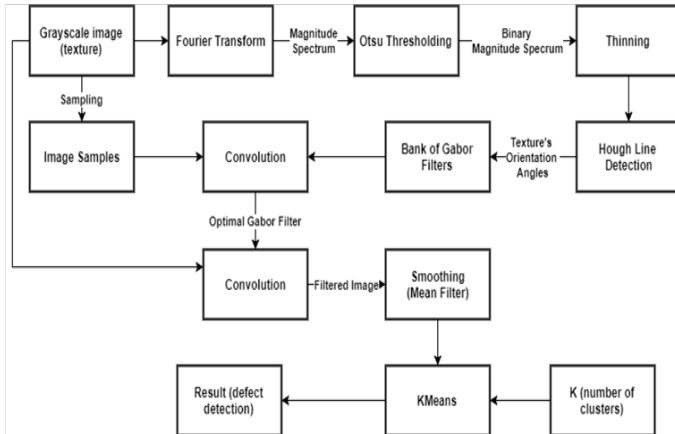 Grayscale image
(texture)
Fourier Transform
Magnitude
Spectrum
Otsu Thresholding
Binary
Magnitude Specrum
Thinning
Sampling
Image Samples
Convolution
Bank of Gabor
Filters
Texture's
Orientation
Angles
Hough Line
Detection
Optimal Gabor Filter
Convolution
Filtered Image
Smoothing
(Mean Filter)
Result (defect
detection)
KMeans
K (number of
clusters)